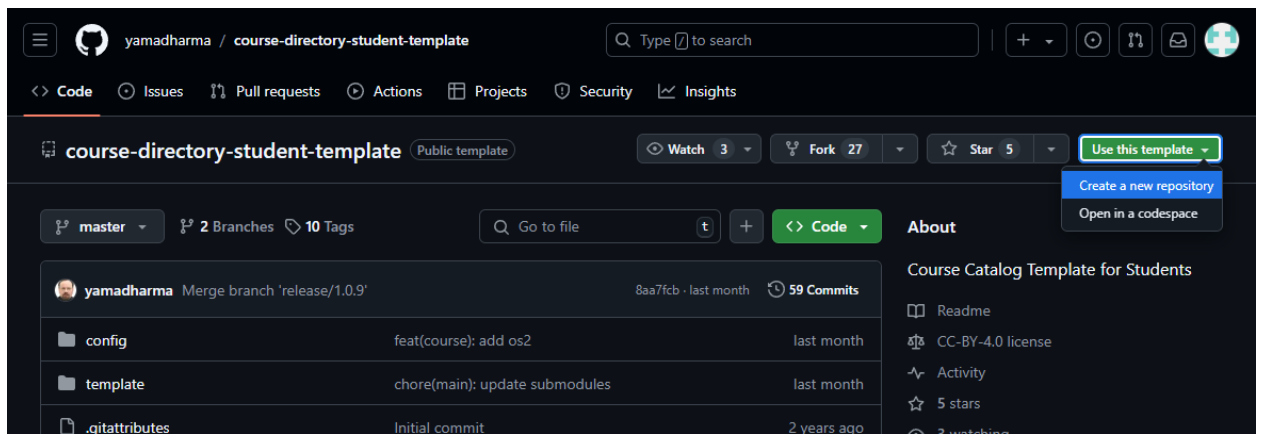 yamadharma / course-directory-student-template
Type / to search
Code Issues Pull requests Actions Projects Security Insights
course-directory-student-template Public template Watch 3 Fork 27 Star 5 Use this template
Create a new repository
Open in a codespace
master 2 Branches 10 Tags Go to file t Code
About
Course Catalog Template for Students
yamadharma Merge branch 'release/1.0.9' 8aa7fcb · last month 59 Commits
Readme
config feat(course): add os2 last month
CC-BY-4.0 license
Activity
template chore(main): update submodules last month
5 stars
.gitattributes Initial commit 2 years ago
3 watching